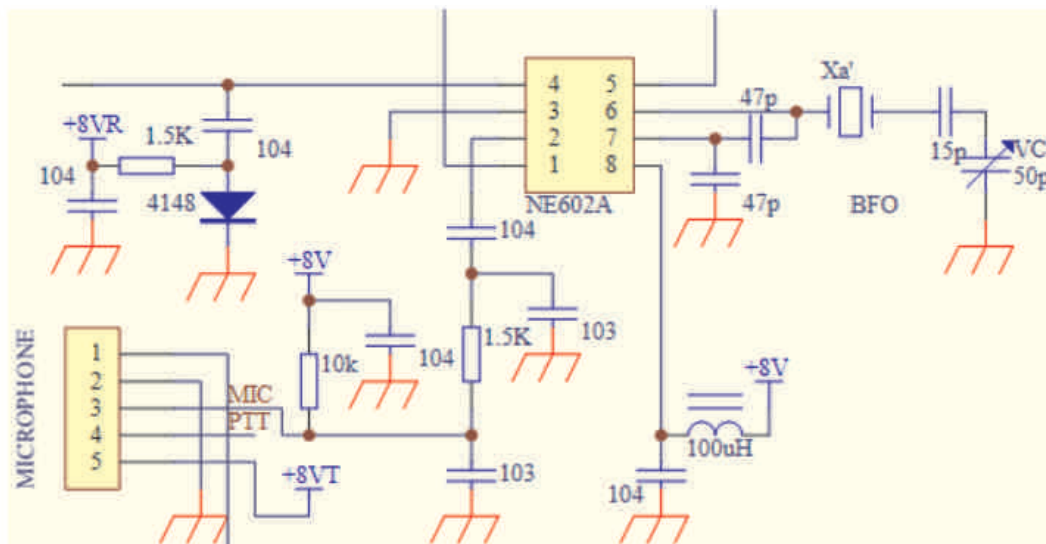 Xa'
4 5
47p
+8VR
3 6
1.5K
104
2 7
104
15p
VC
1 8
50p
4148
NE602A
47p
BFO
104
+8V
MICROPHONE
1
1.5K
103
10k
104
+8V
2
MIC
3
PTT
4
100uH
5
+8VT
103
104